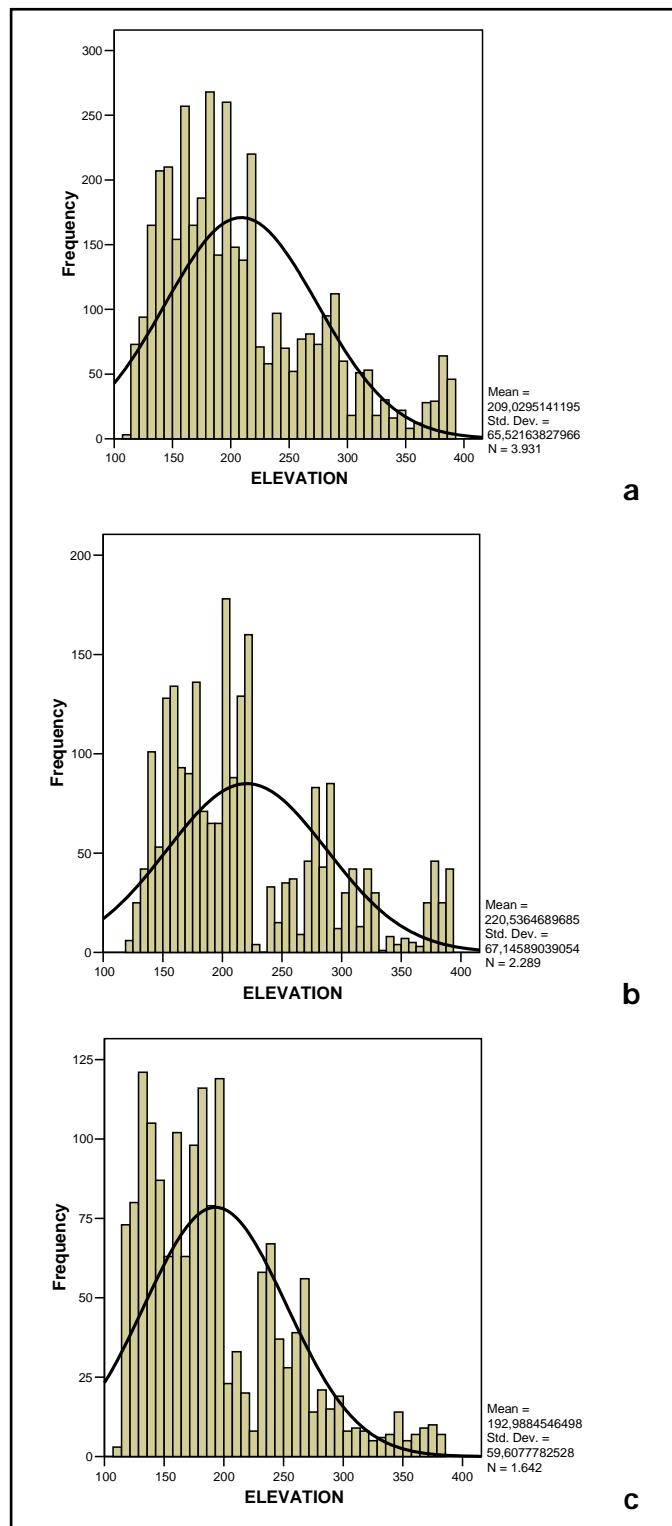 300
250
200
150
100
50
0
Frequency
100 150 200 250 300 350 400
ELEVATION
Mean =
209,0295141195
Std. Dev. =
65,52163827966
N = 3.931
a
200
150
100
50
0
Frequency
100 150 200 250 300 350 400
ELEVATION
Mean =
220,5364689685
Std. Dev. =
67,14589039054
N = 2.289
b
125
100
75
50
25
0
Frequency
100 150 200 250 300 350 400
ELEVATION
Mean =
192,9884546498
Std. Dev. =
59,6077782528
N = 1.642
c